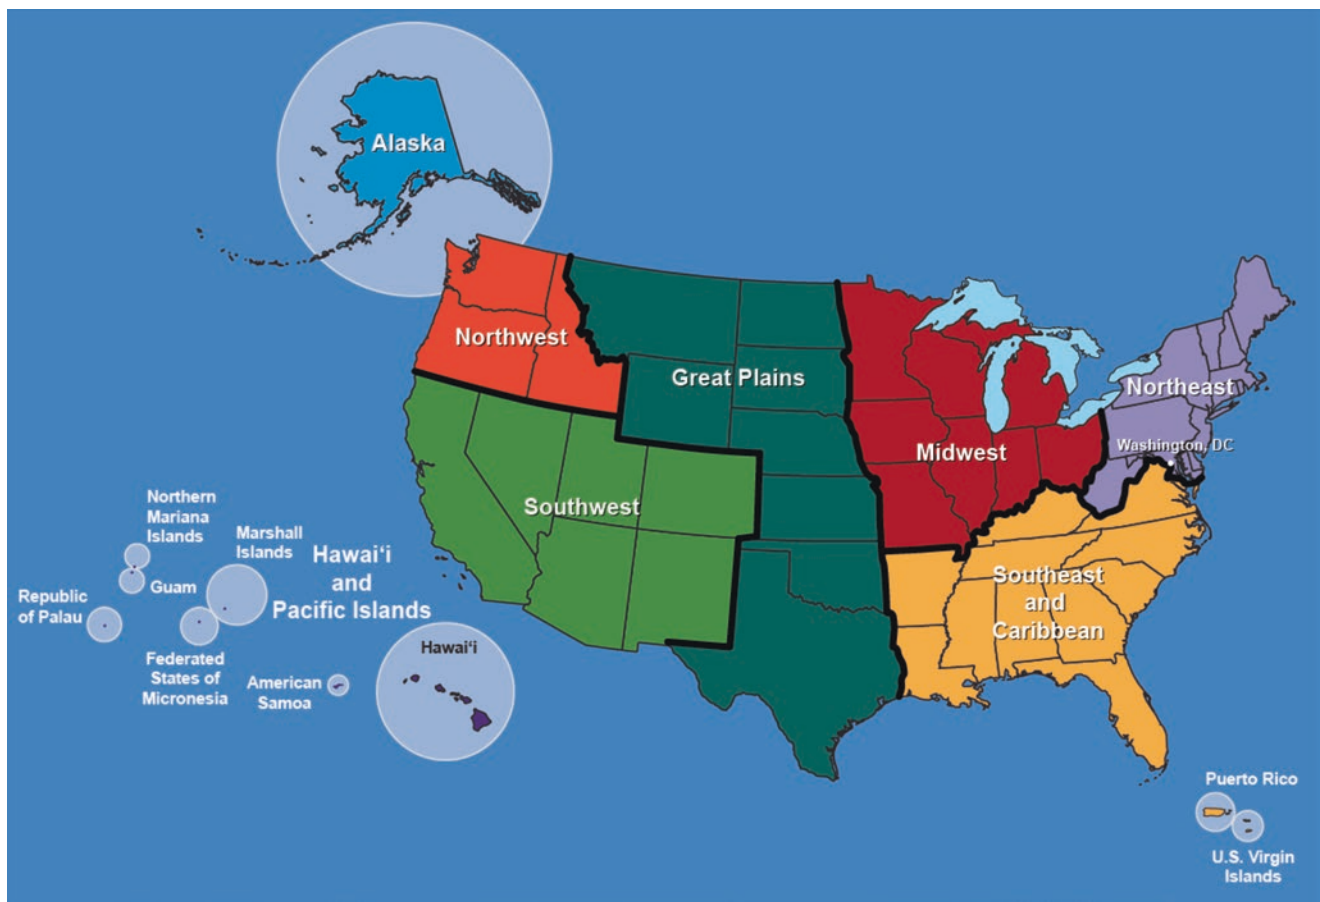 Alaska
Northwest
Great Plains
Northeast
Washington, DC
Midwest
Southwest
Northern
Mariana
Islands
Marshall
Islands
Hawai‘i
and
Pacific Islands
Guam
Republic
of Palau
Federated
States of
Micronesia
American
Samoa
Hawai‘i
Southeast
and
Caribbean
Puerto Rico
U.S. Virgin
Islands